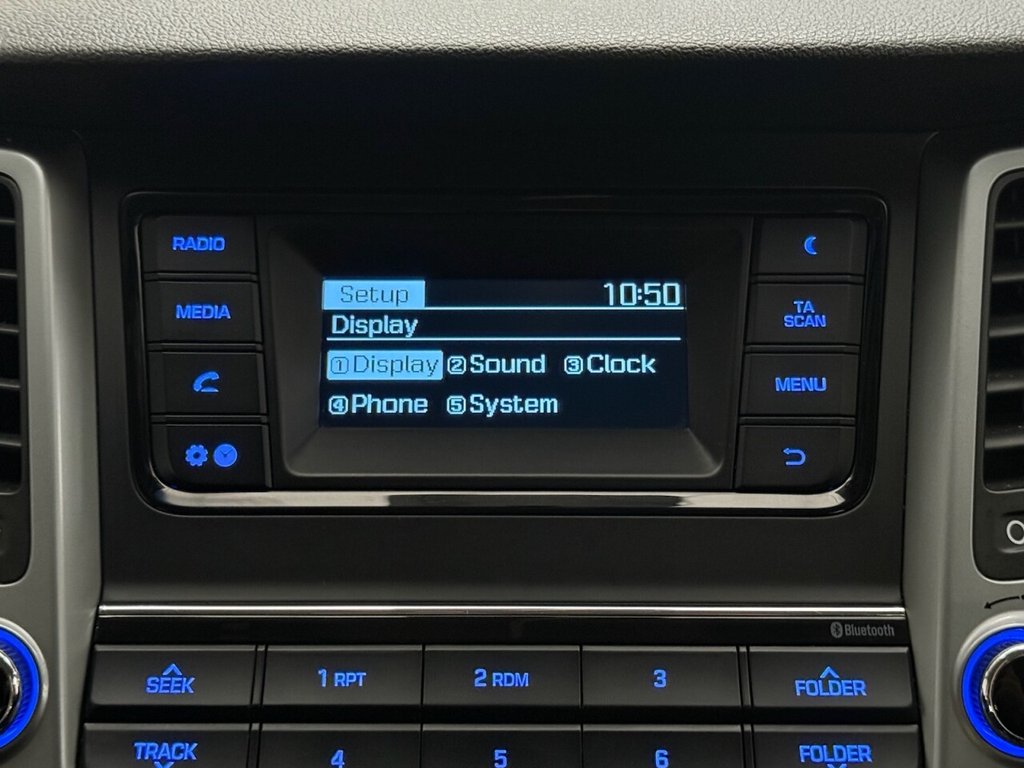 RADIO
MEDIA
Setup 10:50
Display
①Display ②Sound ③Clock
④Phone ⑤System
TA
SCAN
MENU
Bluetooth
SEEK
1 RPT
2 RDM
3
FOLDER
TRACK
4
5
6
FOLDER